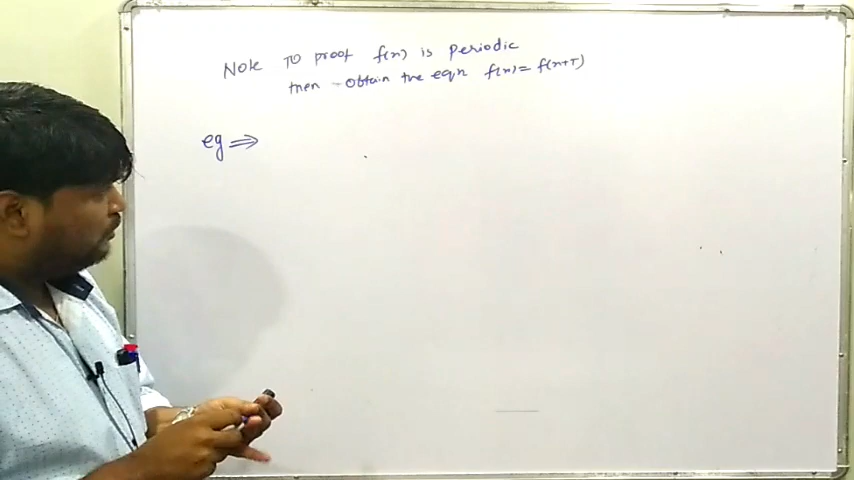 Note To proof f(x) is periodic
then obtain the eqn f(x) = f(x+T)
eg ⇒